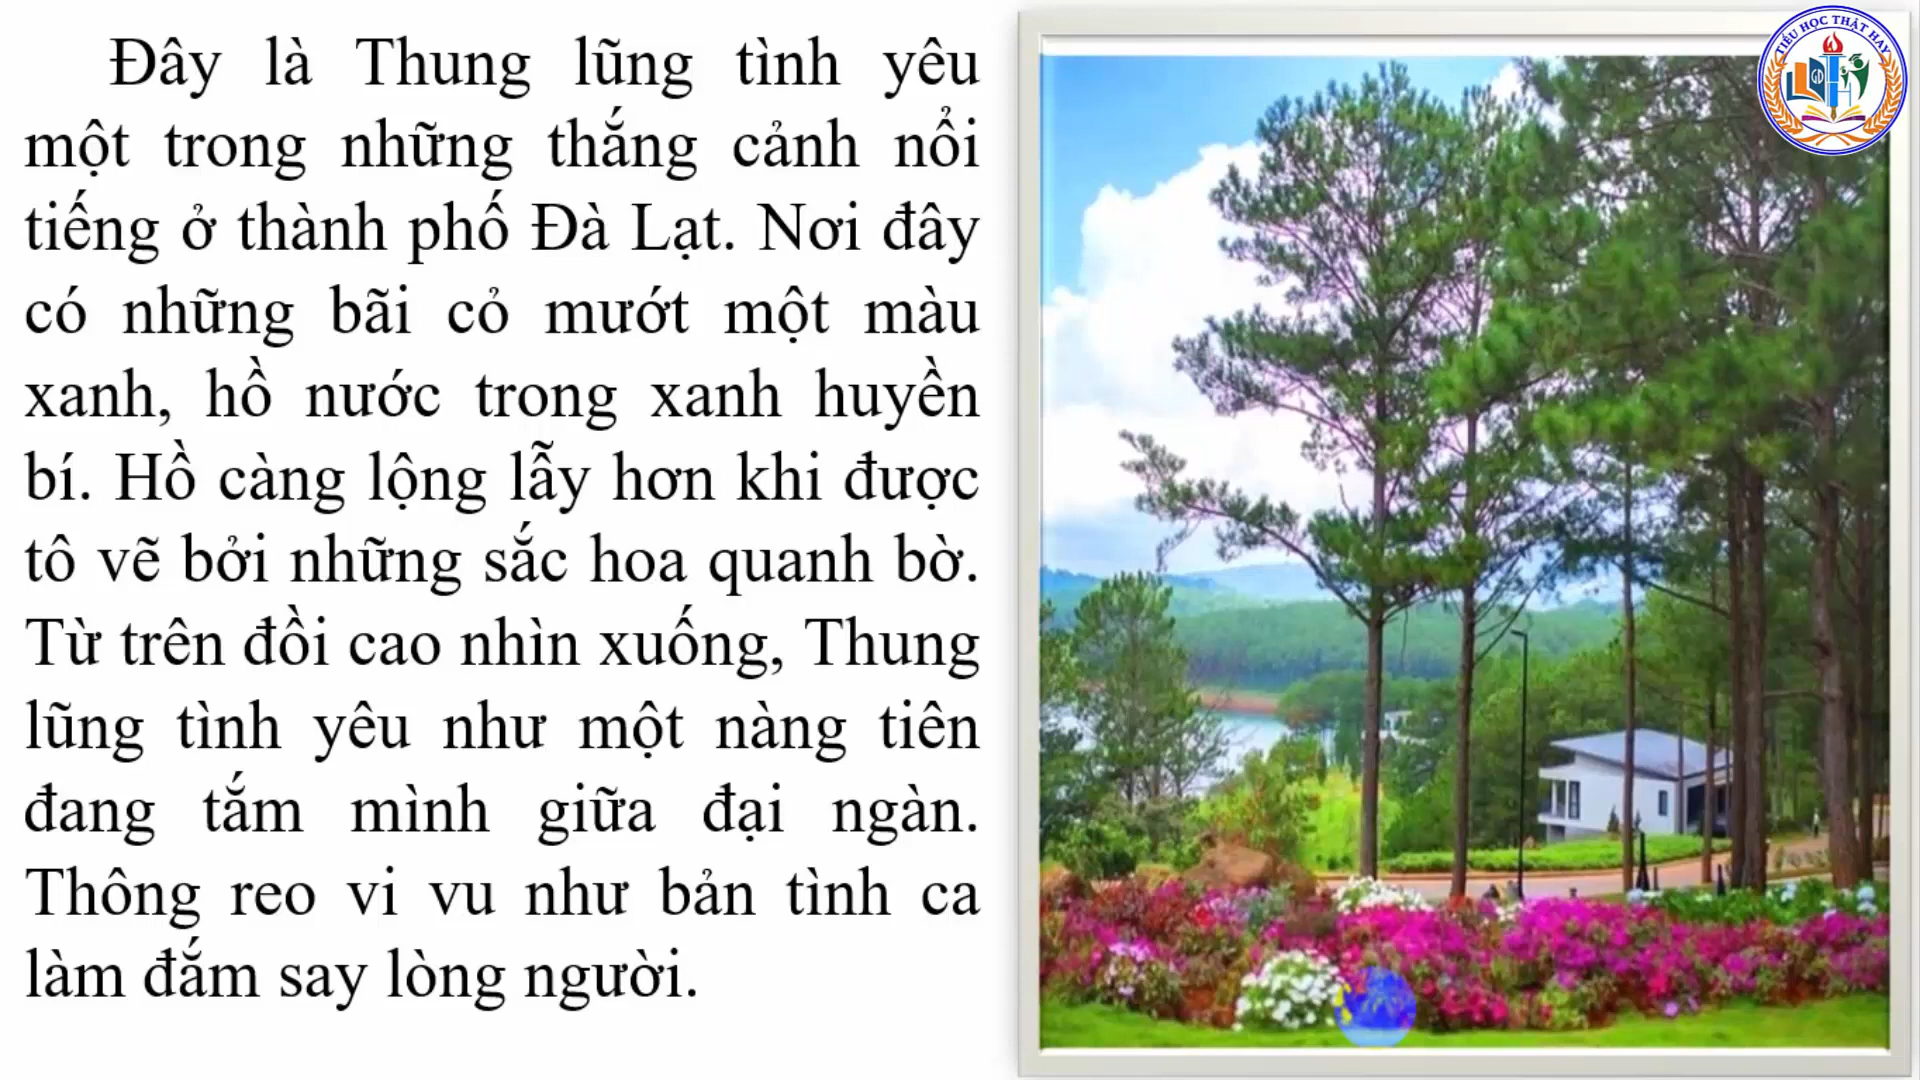 Đây là Thung lũng tình yêu
một trong những thắng cảnh nổi
tiếng ở thành phố Đà Lạt. Nơi đây
có những bãi cỏ mướt một màu
xanh, hồ nước trong xanh huyền
bí. Hồ càng lộng lẫy hơn khi được
tô vẽ bởi những sắc hoa quanh bờ.
Từ trên đồi cao nhìn xuống, Thung
lũng tình yêu như một nàng tiên
đang tắm mình giữa đại ngàn.
Thông reo vi vu như bản tình ca
làm đắm say lòng người.
TIỂU HỌC THẬT HAY
GD
TH